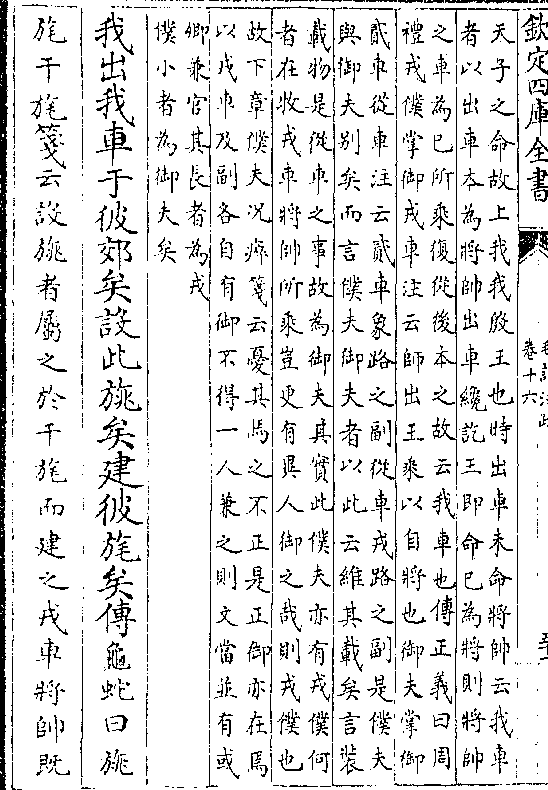 欽定四庫全書
卷十六
天子之命故上我我殷王也時出車未命將帥云我車
者以出車本為將帥出車纔訖王即命已為將則將帥
之車為已所乘復從後本之故云我車也傳正義曰周
禮戎僕掌御戎車注云師出王乘以自將也御夫掌御
貳車從車注云貳車象路之副從車戎路之副是僕夫
與御夫别矣而言僕夫御夫者以此云維其載矣言裝
載物是從車之事故為御夫其實此僕夫亦有戎僕何
者在收戎車將帥所乘豈更有異人御之哉則戎僕也
故下章僕夫况瘁箋云憂其馬之不正是正御亦在焉
以戎車及副各自有御不得一人兼之則文當並有或
卿兼官其長者為戎
僕小者為御夫矣
我出我車于彼郊矣設此旐矣建彼旄矣傳龜蛇曰旐
旄干旄箋云設旐者屬之於干旄而建之戎車將帥既